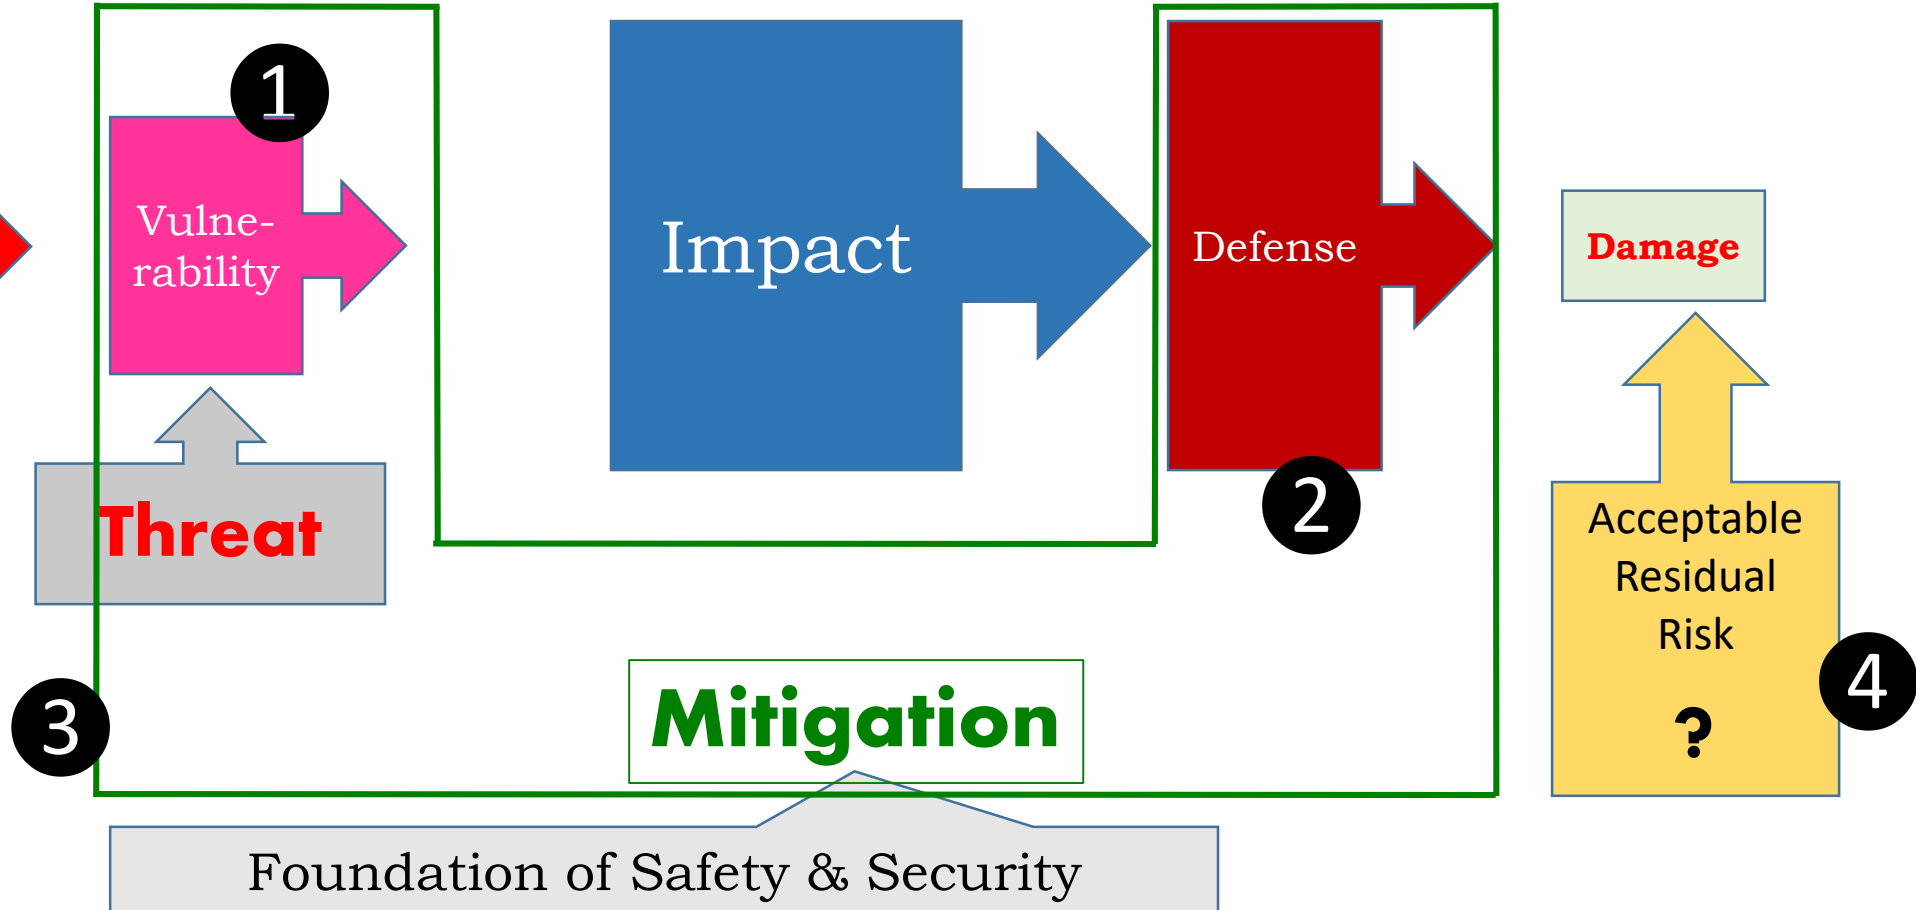 1
Vulne-
rability
Impact
Defense
Damage
Threat
2
Acceptable
Residual
Risk
?
3
Mitigation
4
Foundation of Safety & Security